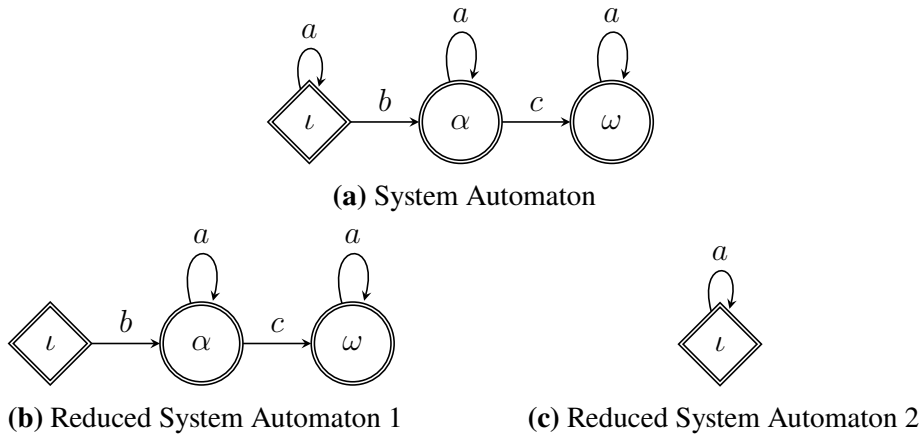 a a a
ι b α c ω
(a) System Automaton
a a a
ι b α c ω ι
(b) Reduced System Automaton 1 (c) Reduced System Automaton 2